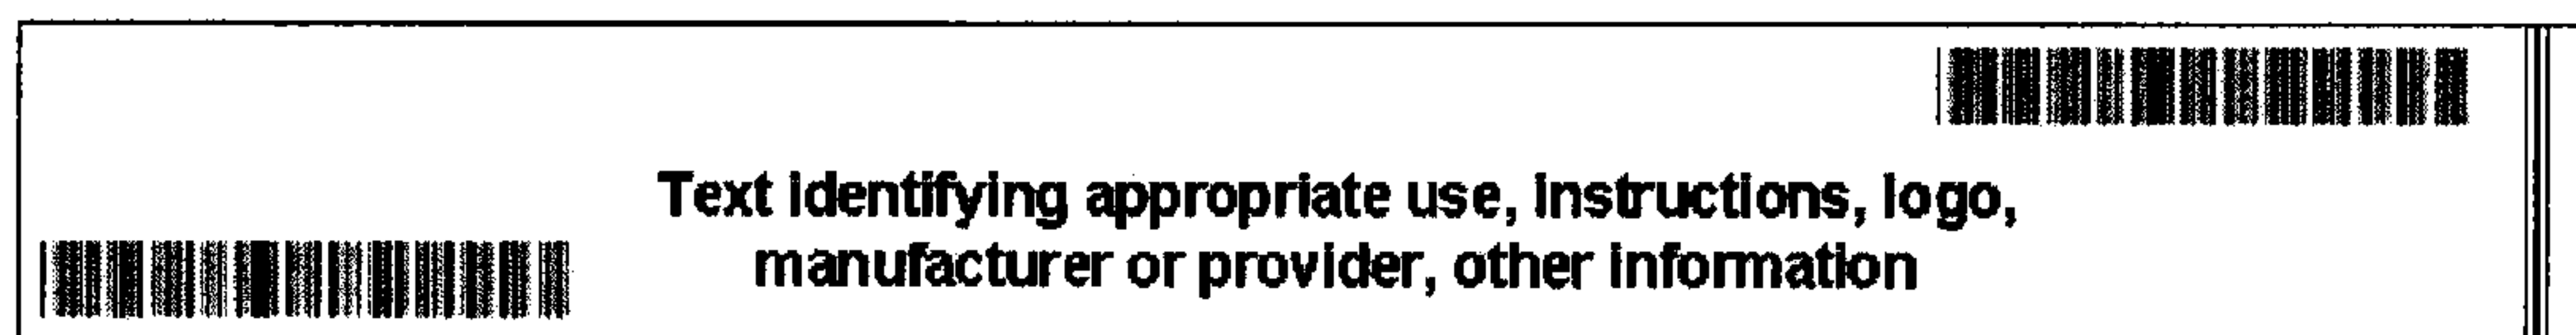 Text identifying appropriate use, instructions, logo,
manufacturer or provider, other information